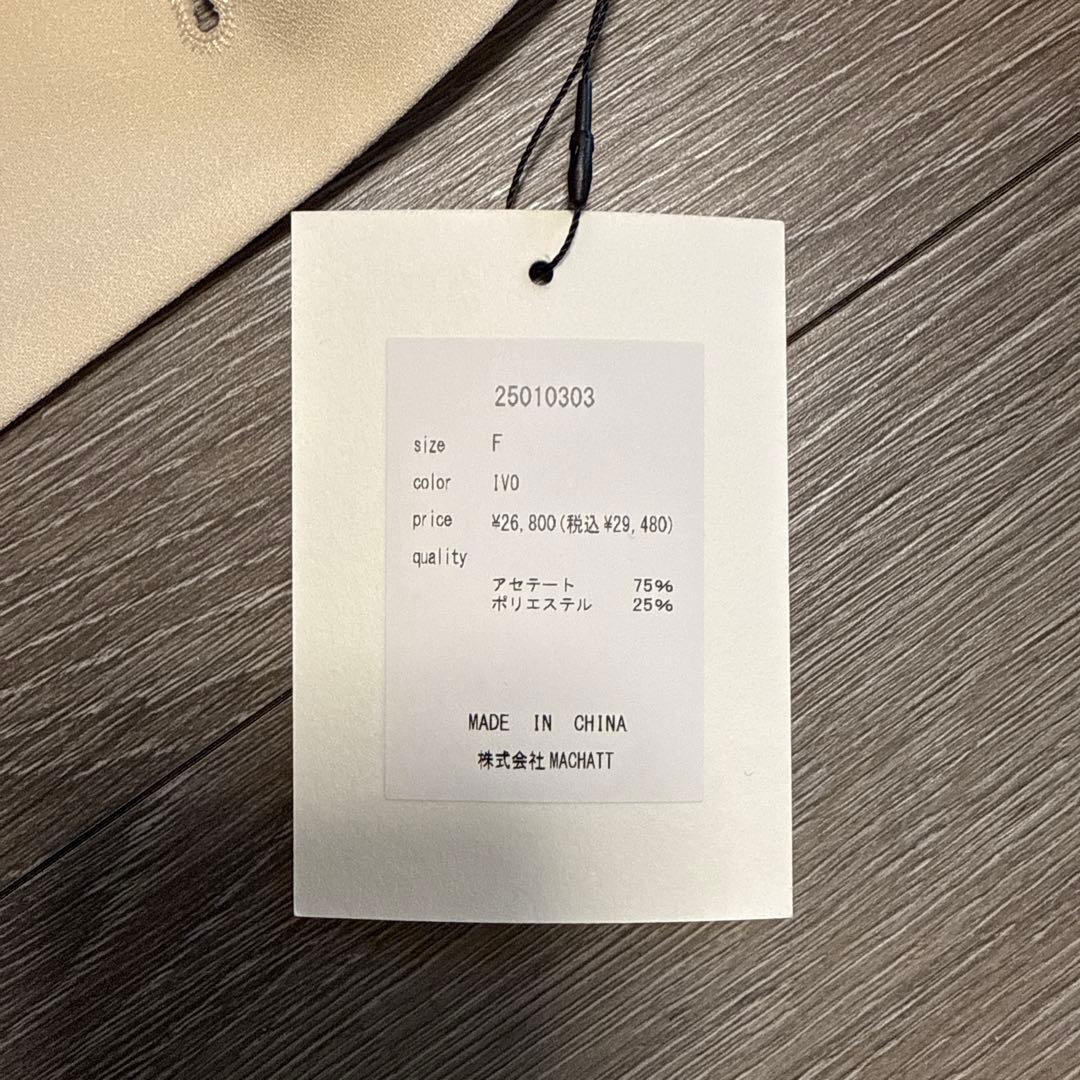 25010303
size F
color IVO
price ¥26,800(税込¥29,480)
quality
アセテート 75%
ポリエステル 25%
MADE IN CHINA
株式会社MACHATT